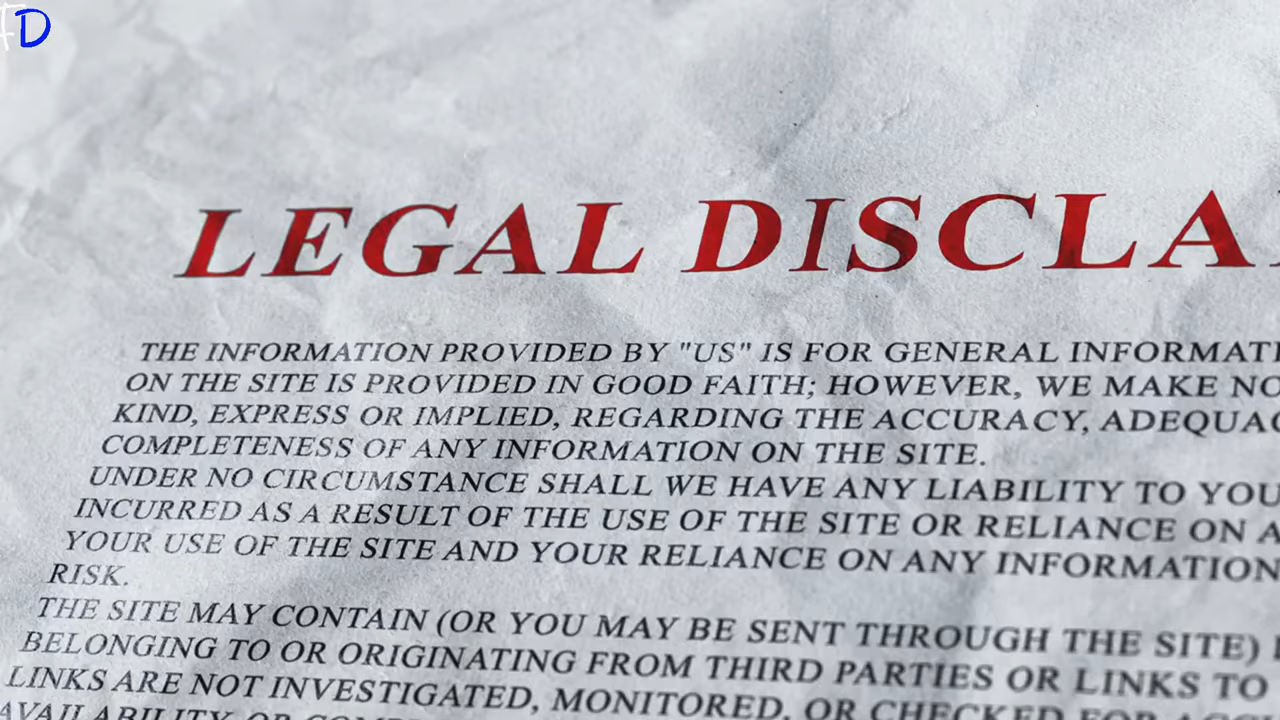 FD
LEGAL DISCLA
THE INFORMATION PROVIDED BY "US" IS FOR GENERAL INFORMATI
ON THE SITE IS PROVIDED IN GOOD FAITH; HOWEVER, WE MAKE NO
KIND, EXPRESS OR IMPLIED, REGARDING THE ACCURACY, ADEQUAC
COMPLETENESS OF ANY INFORMATION ON THE SITE.
UNDER NO CIRCUMSTANCE SHALL WE HAVE ANY LIABILITY TO YOU
INCURRED AS A RESULT OF THE USE OF THE SITE OR RELIANCE ON A
YOUR USE OF THE SITE AND YOUR RELIANCE ON ANY INFORMATION
RISK.
THE SITE MAY CONTAIN (OR YOU MAY BE SENT THROUGH THE SITE)
BELONGING TO OR ORIGINATING FROM THIRD PARTIES OR LINKS TO
LINKS ARE NOT INVESTIGATED, MONITORED, OR CHECKED FOR
AVAILABILITY OR